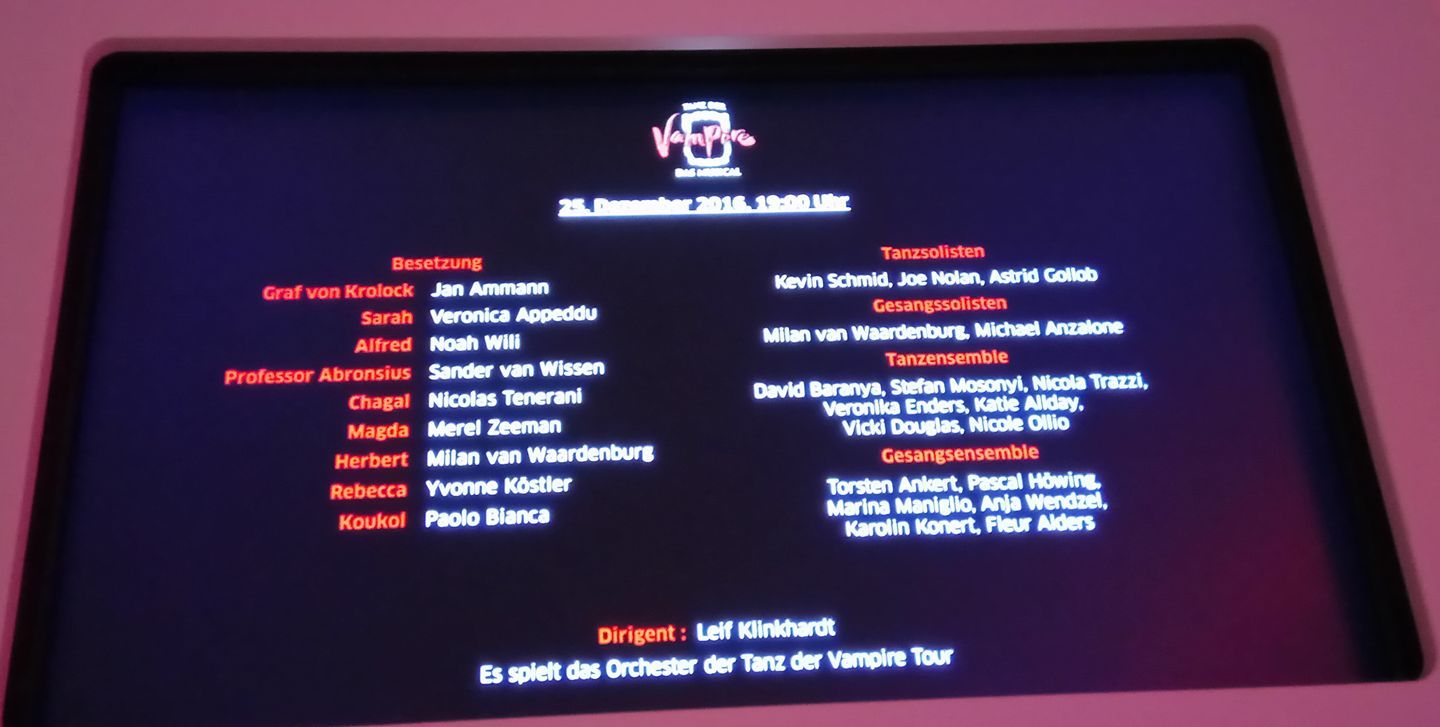 TANZ DER
Vampire
DAS MUSICAL
25. Dezember 2016, 19:00 Uhr
Besetzung
Graf von Krolock Jan Ammann
Sarah Veronica Appeddu
Alfred Noah Wili
Professor Abronsius Sander van Wissen
Chagal Nicolas Tenerani
Magda Merel Zeeman
Herbert Milan van Waardenburg
Rebecca Yvonne Köstler
Koukol Paolo Bianca
Tanzsolisten
Kevin Schmid, Joe Nolan, Astrid Gollob
Gesangssolisten
Milan van Waardenburg, Michael Anzalone
Tanzensemble
David Baranya, Stefan Mosonyi, Nicola Trazzi,
Veronika Enders, Katie Allday,
Vicki Douglas, Nicole Ollio
Gesangsensemble
Torsten Ankert, Pascal Höwing,
Marina Maniglio, Anja Wendzel,
Karolin Konert, Fleur Alders
Dirigent : Leif Klinkhardt
Es spielt das Orchester der Tanz der Vampire Tour